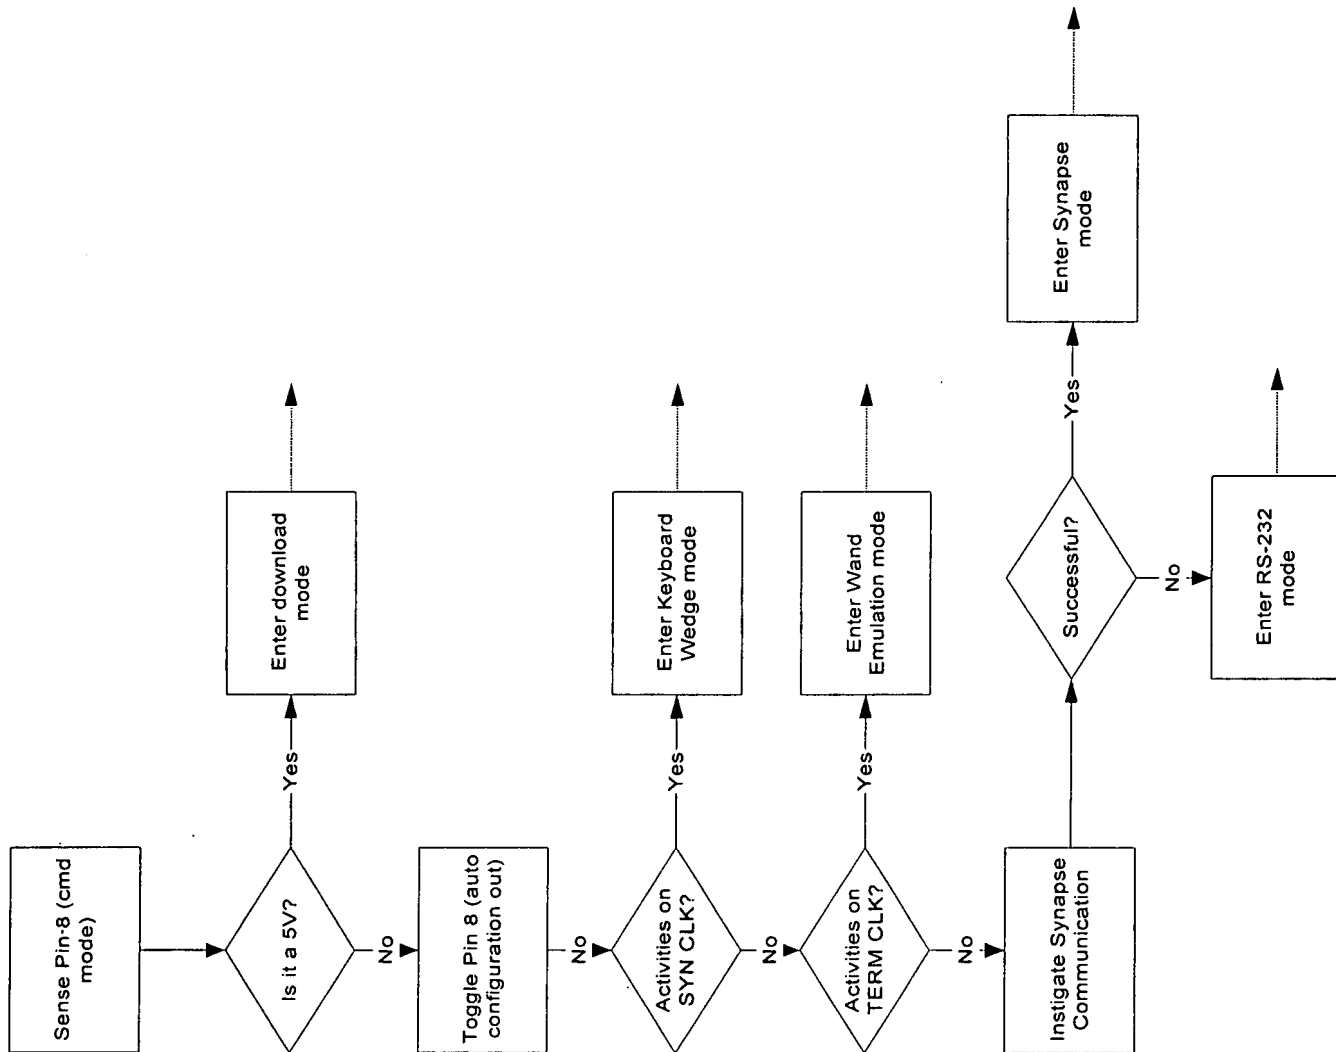 Sense Pin-8 (cmd
mode)
Is it a 5V?
Yes
Enter download
mode
No
Toggle Pin 8 (auto
configuration out)
No
Activities on
SYN CLK?
Yes
Enter Keyboard
Wedge mode
No
Activities on
TERM CLK?
Yes
Enter Wand
Emulation mode
No
Instigate Synapse
Communication
Successful?
Yes
Enter Synapse
mode
No
Enter RS-232
mode